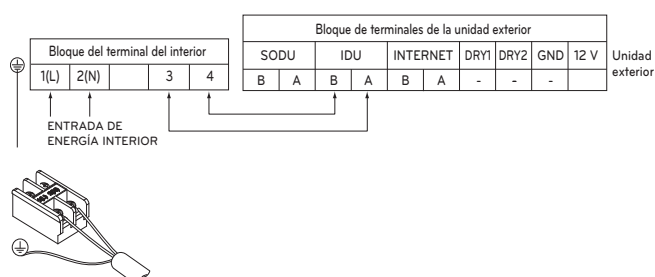 Bloque de terminales de la unidad exterior
Bloque del terminal del interior
SODU IDU INTERNET DRY1 DRY2 GND 12 V
Unidad
exterior
1(L) 2(N) 3 4
B A B A B A - - -
ENTRADA DE
ENERGÍA INTERIOR